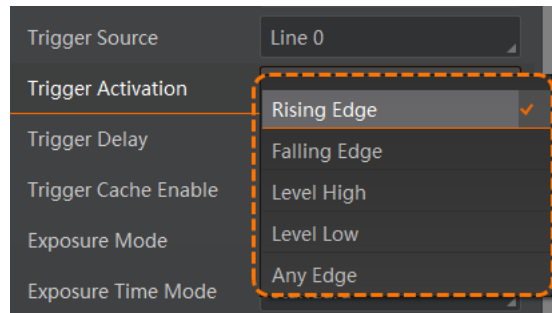 Trigger Source Line 0
Trigger Activation
Rising Edge
Trigger Delay
Falling Edge
Trigger Cache Enable
Level High
Exposure Mode
Level Low
Any Edge
Exposure Time Mode